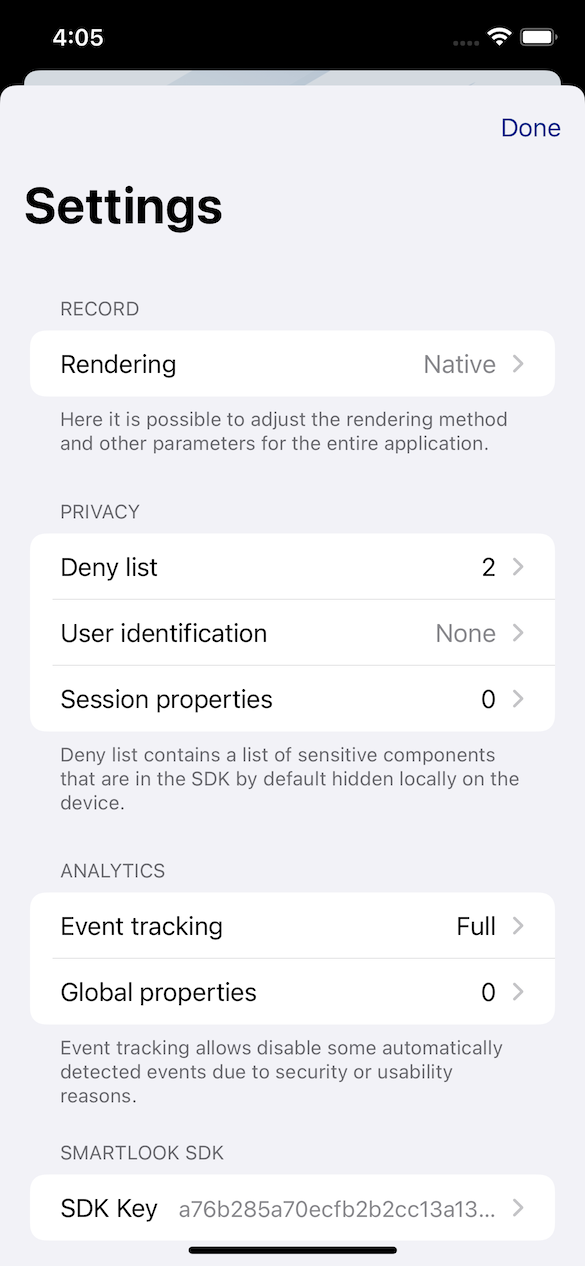 4:05
Done
Settings
RECORD
Rendering Native
Here it is possible to adjust the rendering method
and other parameters for the entire application.
PRIVACY
Deny list 2
User identification None
Session properties 0
Deny list contains a list of sensitive components
that are in the SDK by default hidden locally on the
device.
ANALYTICS
Event tracking Full
Global properties 0
Event tracking allows disable some automatically
detected events due to security or usability
reasons.
SMARTLOOK SDK
SDK Key a76b285a70ecfb2b2cc13a13...